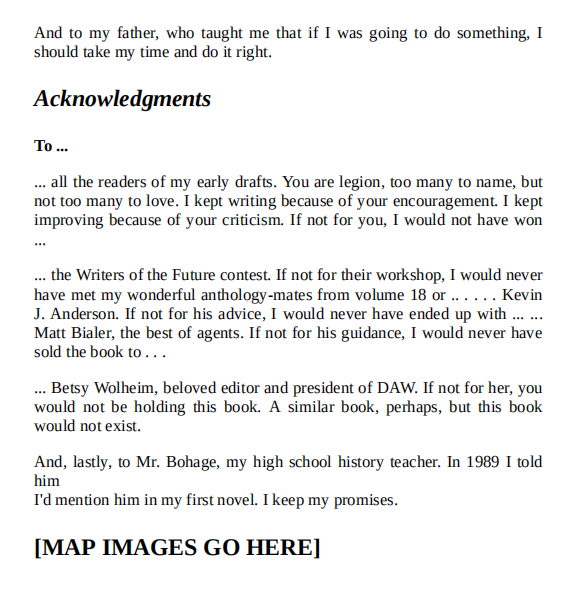 And to my father, who taught me that if I was going to do something, I
should take my time and do it right.
Acknowledgments
To ...
... all the readers of my early drafts. You are legion, too many to name, but
not too many to love. I kept writing because of your encouragement. I kept
improving because of your criticism. If not for you, I would not have won
...
... the Writers of the Future contest. If not for their workshop, I would never
have met my wonderful anthology-mates from volume 18 or .. . . . . Kevin
J. Anderson. If not for his advice, I would never have ended up with ... ...
Matt Bialer, the best of agents. If not for his guidance, I would never have
sold the book to . . .
... Betsy Wolheim, beloved editor and president of DAW. If not for her, you
would not be holding this book. A similar book, perhaps, but this book
would not exist.
And, lastly, to Mr. Bohage, my high school history teacher. In 1989 I told
him
I'd mention him in my first novel. I keep my promises.
[MAP IMAGES GO HERE]